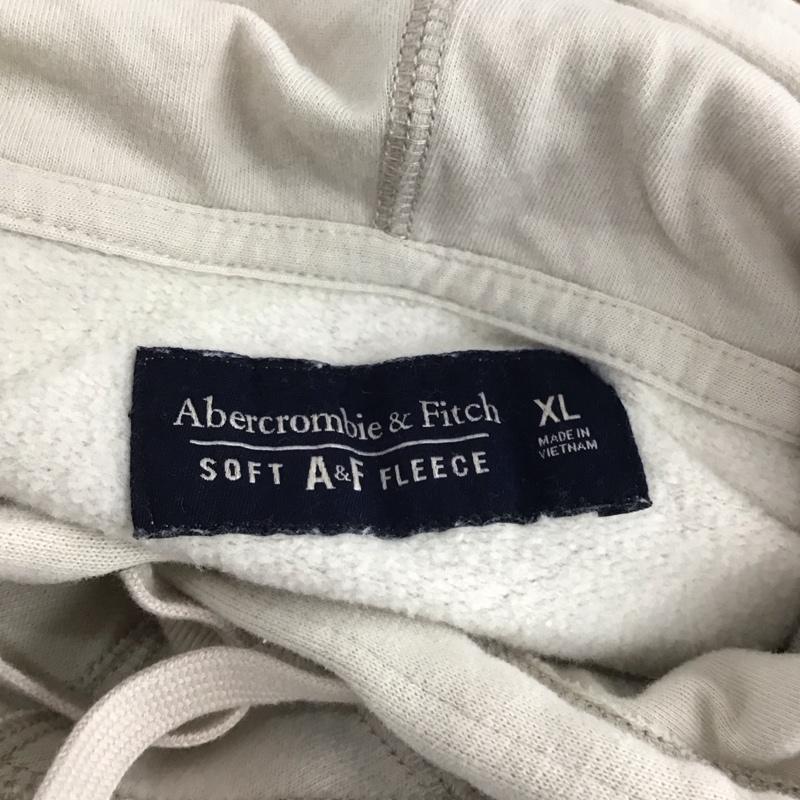 Abercrombie & Fitch
SOFT A&F FLEECE
XL
MADE IN
VIETNAM